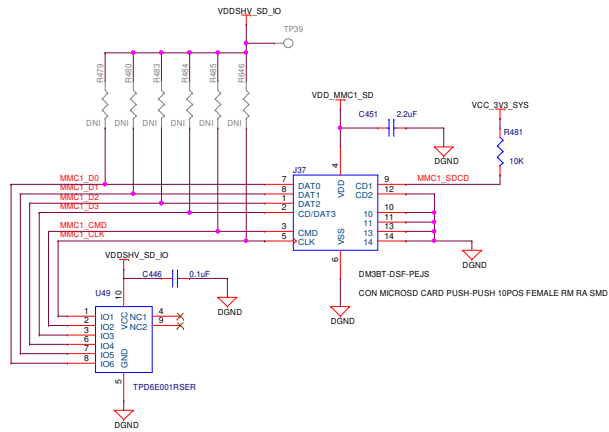 VDDSHV_SD_IO
TP39
R479
R480
R483
R484
R485
R646
DNI DNI DNI DNI DNI DNI
VDD_MMC1_SD
C451 2.2uF
DGND
VCC_3V3_SYS
R481
10K
J37
MMC1_D0
MMC1_D1
MMC1_D2
MMC1_D3
MMC1_CMD
MMC1_CLK
7 DAT0
8 DAT1
1 DAT2
2 CD/DAT3
3 CMD
5 CLK
4 VDD
VSS 6
CD1 9 MMC1_SDCD
CD2 12
10 10
11 11
13 13
14 14
DGND
DGND
DM3BT-DSF-PEJS
CON MICROSD CARD PUSH-PUSH 10POS FEMALE RM RA SMD
VDDSHV_SD_IO
C446 0.1uF
DGND
U49
10 VCC
1 IO1
2 IO2
3 IO3
6 IO4
7 IO5
8 IO6
NC1 4
NC2 9
GND 5
TPD6E001RSER
DGND